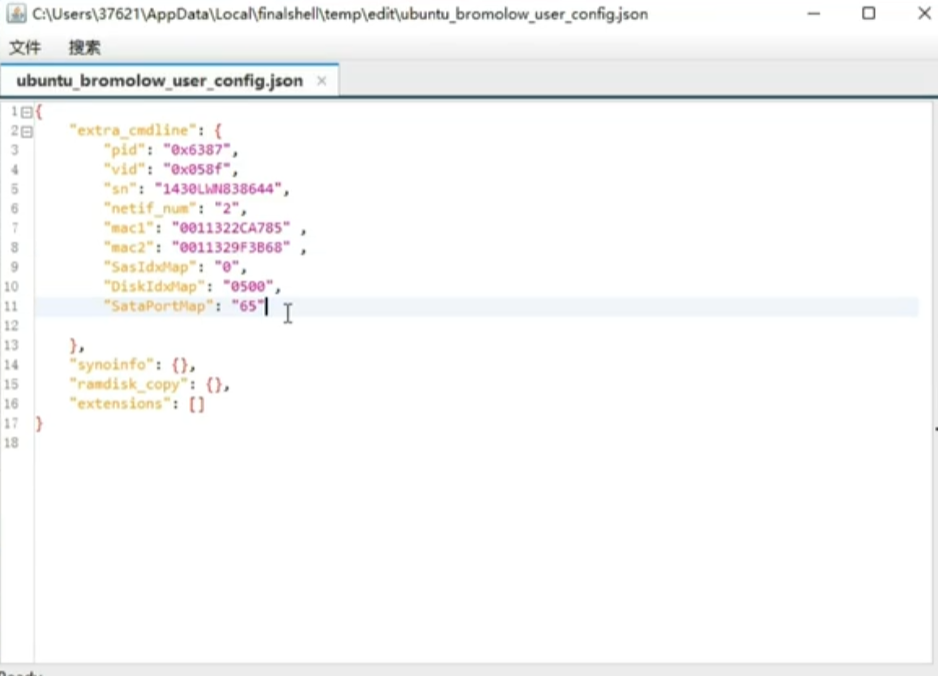 C:\Users\37621\AppData\Local\finalshell\temp\edit\ubuntu_bromolow_user_config.json
文件 搜索
ubuntu_bromolow_user_config.json ×
1 {
2 "extra_cmdline": {
3 "pid": "0x6387",
4 "vid": "0x058f",
5 "sn": "1430LWN838644",
6 "netif_num": "2",
7 "mac1": "0011322CA785" ,
8 "mac2": "0011329F3B68" ,
9 "SasIdxMap": "0",
10 "DiskIdxMap": "0500",
11 "SataPortMap": "65"
12
13 },
14 "synoinfo": {},
15 "ramdisk_copy": {},
16 "extensions": []
17 }
18